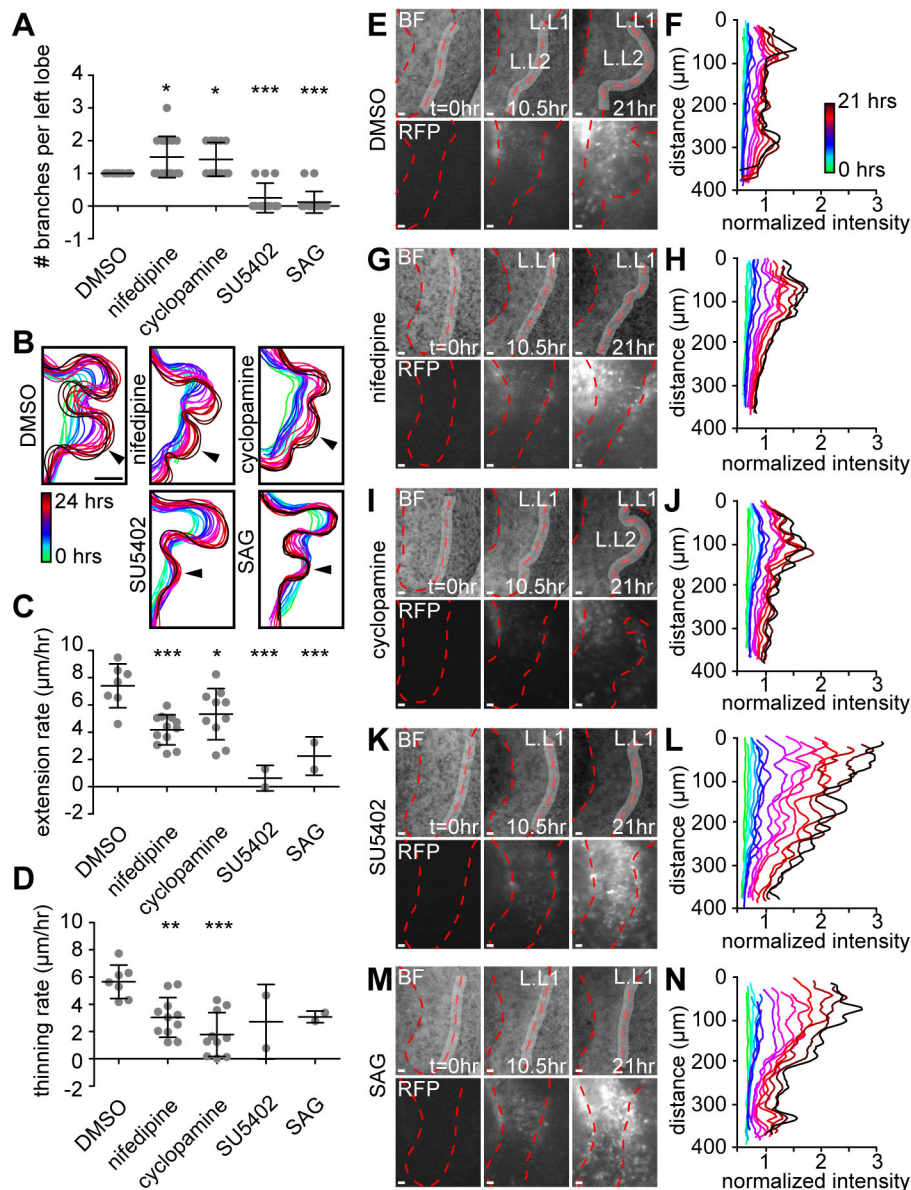 A
# branches per left lobe
4
3
2
1
0
-1
* * *** ***
DMSO
nifedipine
cyclopamine
SU5402
SAG
B
DMSO
nifedipine
cyclopamine
24 hrs
0 hrs
SU5402
SAG
C
extension rate (µm/hr)
10
8
6
4
2
0
-2
*** * *** ***
DMSO
nifedipine
cyclopamine
SU5402
SAG
D
thinning rate (µm/hr)
10
8
6
4
2
0
-2
** ***
DMSO
nifedipine
cyclopamine
SU5402
SAG
E
DMSO
BF
t=0hr
L.L1
L.L2
10.5hr
L.L1
L.L2
21hr
RFP
F
distance (µm)
0
100
200
300
400
21 hrs
0 hrs
1 2 3
normalized intensity
G
nifedipine
BF
t=0hr
L.L1
10.5hr
L.L1
21hr
RFP
H
distance (µm)
0
100
200
300
400
1 2 3
normalized intensity
I
cyclopamine
BF
t=0hr
L.L1
10.5hr
L.L1
L.L2
21hr
RFP
J
distance (µm)
0
100
200
300
400
1 2 3
normalized intensity
K
SU5402
BF
t=0hr
L.L1
10.5hr
L.L1
21hr
RFP
L
distance (µm)
0
100
200
300
400
1 2 3
normalized intensity
M
SAG
BF
t=0hr
L.L1
10.5hr
L.L1
21hr
RFP
N
distance (µm)
0
100
200
300
400
1 2 3
normalized intensity